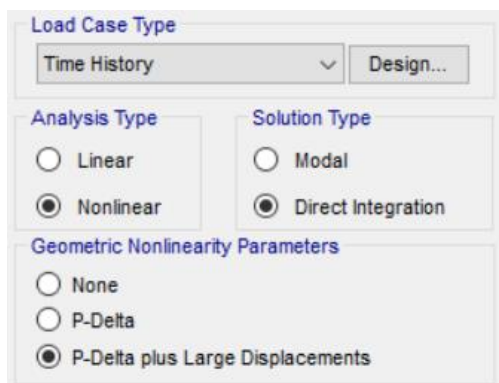 Load Case Type
Time History Design...
Analysis Type Solution Type
Linear Modal
Nonlinear Direct Integration
Geometric Nonlinearity Parameters
None
P-Delta
P-Delta plus Large Displacements